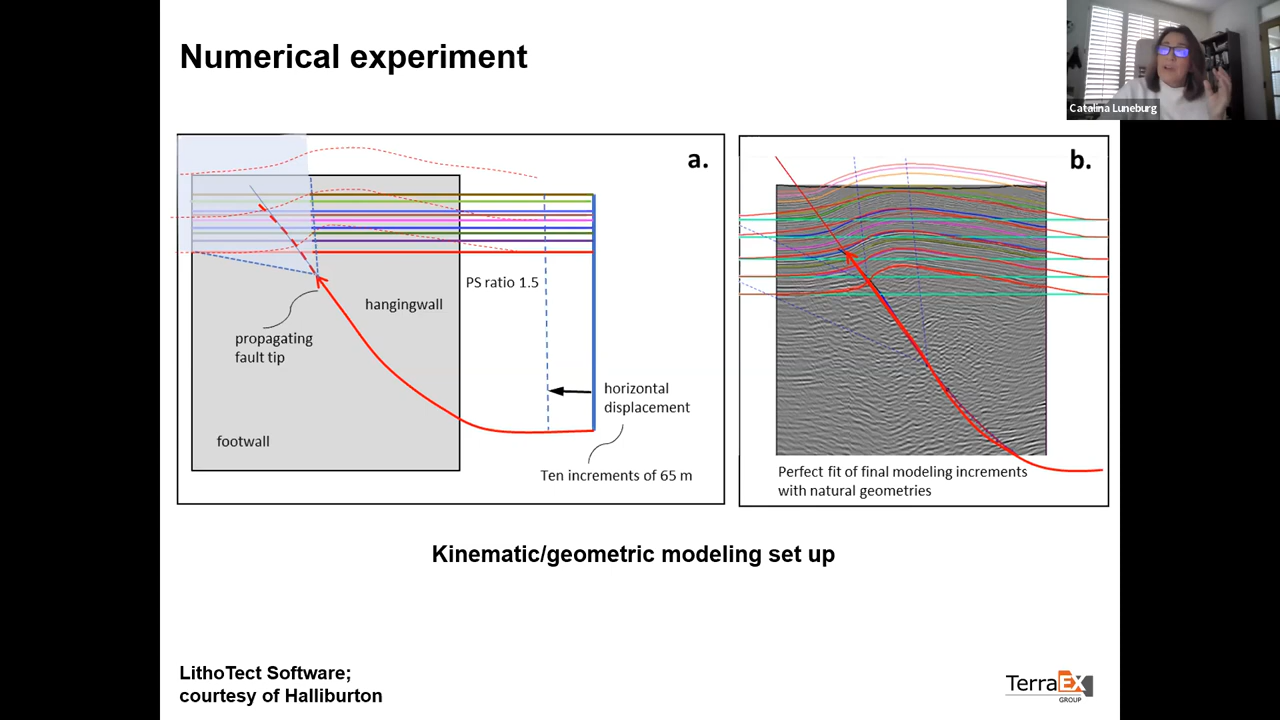 Numerical experiment
Catalina Luneburg
a.
PS ratio 1.5
hangingwall
propagating
fault tip
horizontal
displacement
footwall
Ten increments of 65 m
b.
Perfect fit of final modeling increments
with natural geometries
Kinematic/geometric modeling set up
LithoTect Software;
courtesy of Halliburton
TerraEX
GROUP